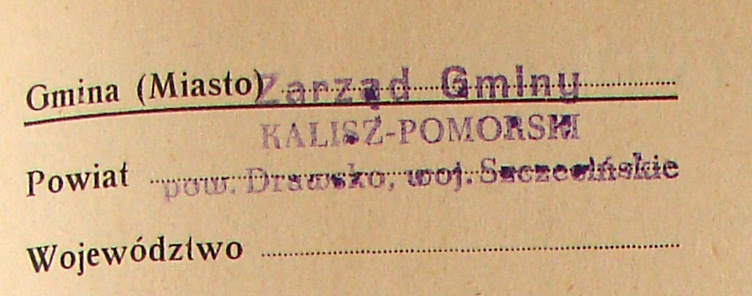 Gmina (Miasto) Zarząd Gminy
KALISZ-POMORSKI
Powiat pow. Drawsko, woj. Szczecińskie
Województwo